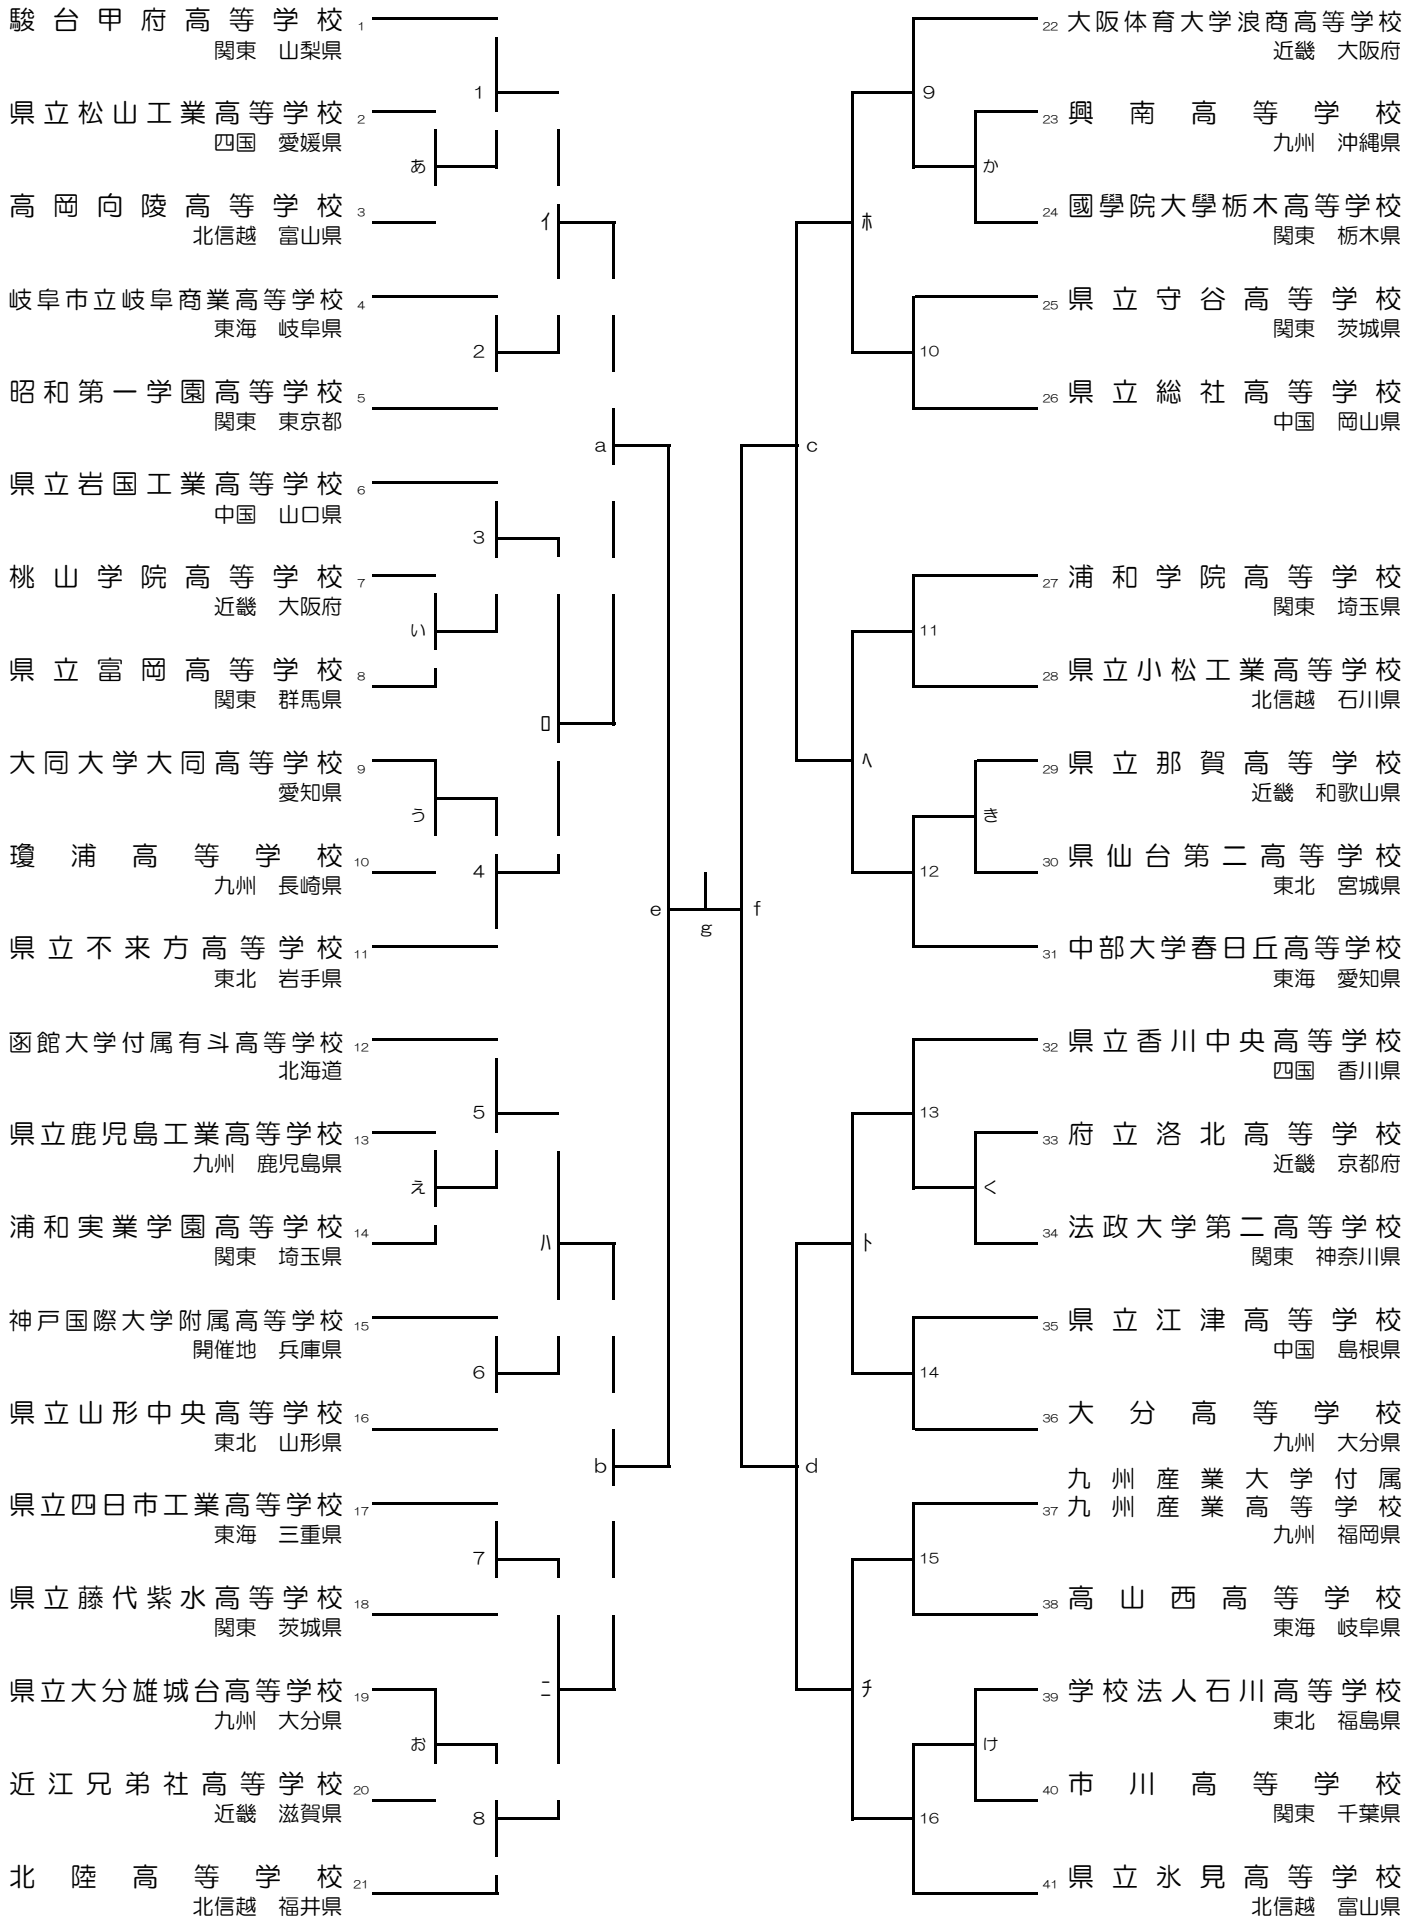 駿台甲府高等学校 1
関東　山梨県
1
県立松山工業高等学校 2
四国　愛媛県
あ
高岡向陵高等学校 3
北信越　富山県
イ
岐阜市立岐阜商業高等学校 4
東海　岐阜県
2
昭和第一学園高等学校 5
関東　東京都
a
県立岩国工業高等学校 6
中国　山口県
3
桃山学院高等学校 7
近畿　大阪府
い
県立富岡高等学校 8
関東　群馬県
ロ
大同大学大同高等学校 9
愛知県
う
瓊浦高等学校 10
九州　長崎県
4
県立不来方高等学校 11
東北　岩手県
函館大学付属有斗高等学校 12
北海道
5
県立鹿児島工業高等学校 13
九州　鹿児島県
え
浦和実業学園高等学校 14
関東　埼玉県
ハ
神戸国際大学附属高等学校 15
開催地　兵庫県
6
県立山形中央高等学校 16
東北　山形県
b
県立四日市工業高等学校 17
東海　三重県
7
県立藤代紫水高等学校 18
関東　茨城県
ニ
県立大分雄城台高等学校 19
九州　大分県
お
近江兄弟社高等学校 20
近畿　滋賀県
8
北陸高等学校 21
北信越　福井県
e
g
f
22 大阪体育大学浪商高等学校
近畿　大阪府
9
23 興南高等学校
九州　沖縄県
か
24 國學院大學栃木高等学校
関東　栃木県
ホ
25 県立守谷高等学校
関東　茨城県
10
26 県立総社高等学校
中国　岡山県
c
27 浦和学院高等学校
関東　埼玉県
11
28 県立小松工業高等学校
北信越　石川県
ヘ
29 県立那賀高等学校
近畿　和歌山県
き
30 県仙台第二高等学校
東北　宮城県
12
31 中部大学春日丘高等学校
東海　愛知県
32 県立香川中央高等学校
四国　香川県
13
33 府立洛北高等学校
近畿　京都府
く
34 法政大学第二高等学校
関東　神奈川県
ト
35 県立江津高等学校
中国　島根県
14
36 大分高等学校
九州　大分県
d
九州産業大学付属
37 九州産業高等学校
九州　福岡県
15
38 高山西高等学校
東海　岐阜県
チ
39 学校法人石川高等学校
東北　福島県
け
40 市川高等学校
関東　千葉県
16
41 県立氷見高等学校
北信越　富山県